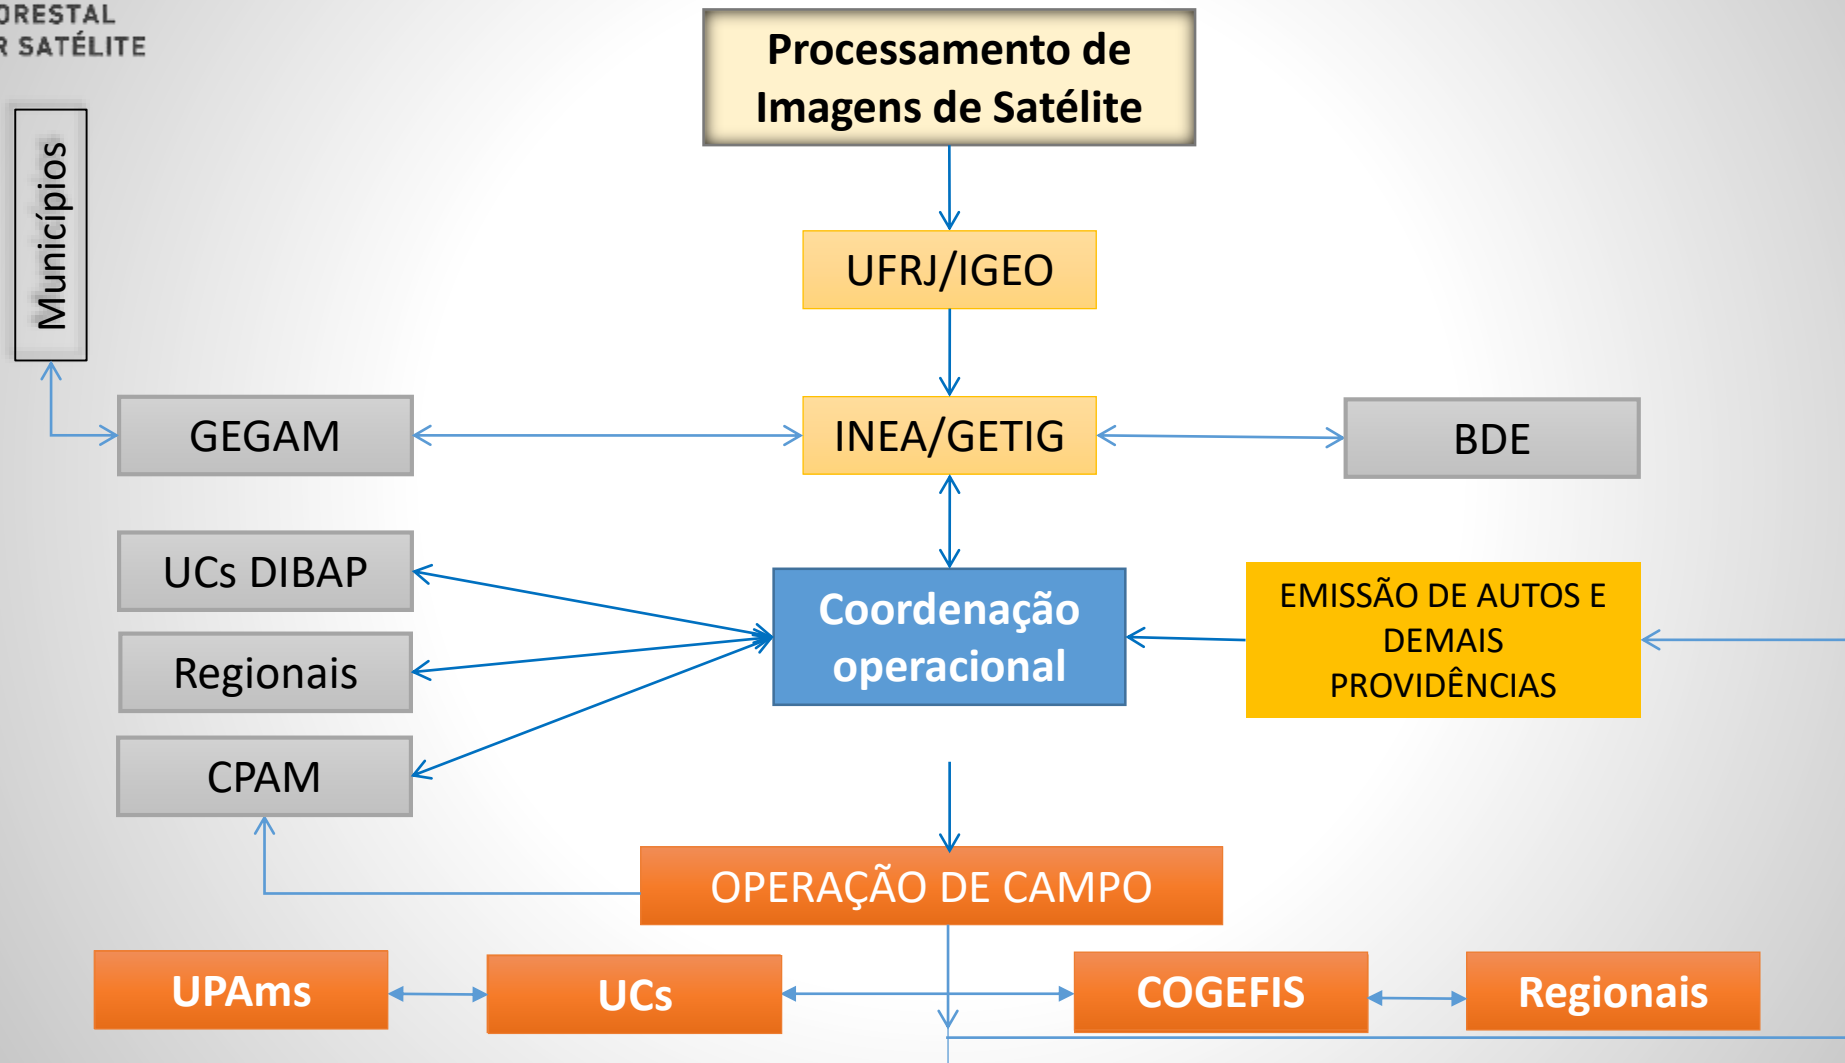 SATÉLITE
Processamento de
Imagens de Satélite
Municípios
UFRJ/IGEO
GEGAM
INEA/GETIG
BDE
UCs DIBAP
Coordenação
operacional
EMISSÃO DE AUTOS E
DEMAIS
PROVIDÊNCIAS
Regionais
CPAM
OPERAÇÃO DE CAMPO
UPAms
UCs
COGEFIS
Regionais